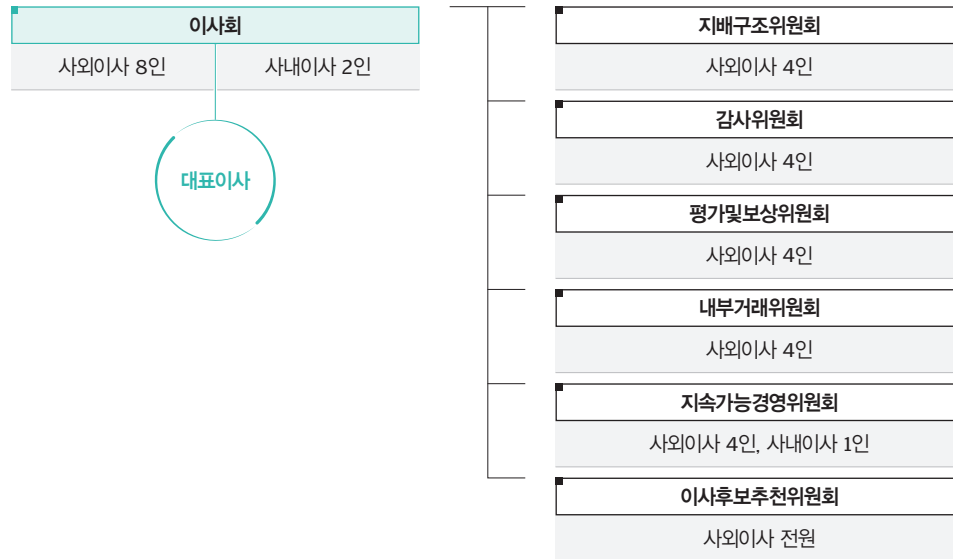 이사회
사외이사 8인
사내이사 2인
대표이사
지배구조위원회
사외이사 4인
감사위원회
사외이사 4인
평가및보상위원회
사외이사 4인
내부거래위원회
사외이사 4인
지속가능경영위원회
사외이사 4인, 사내이사 1인
이사후보추천위원회
사외이사 전원